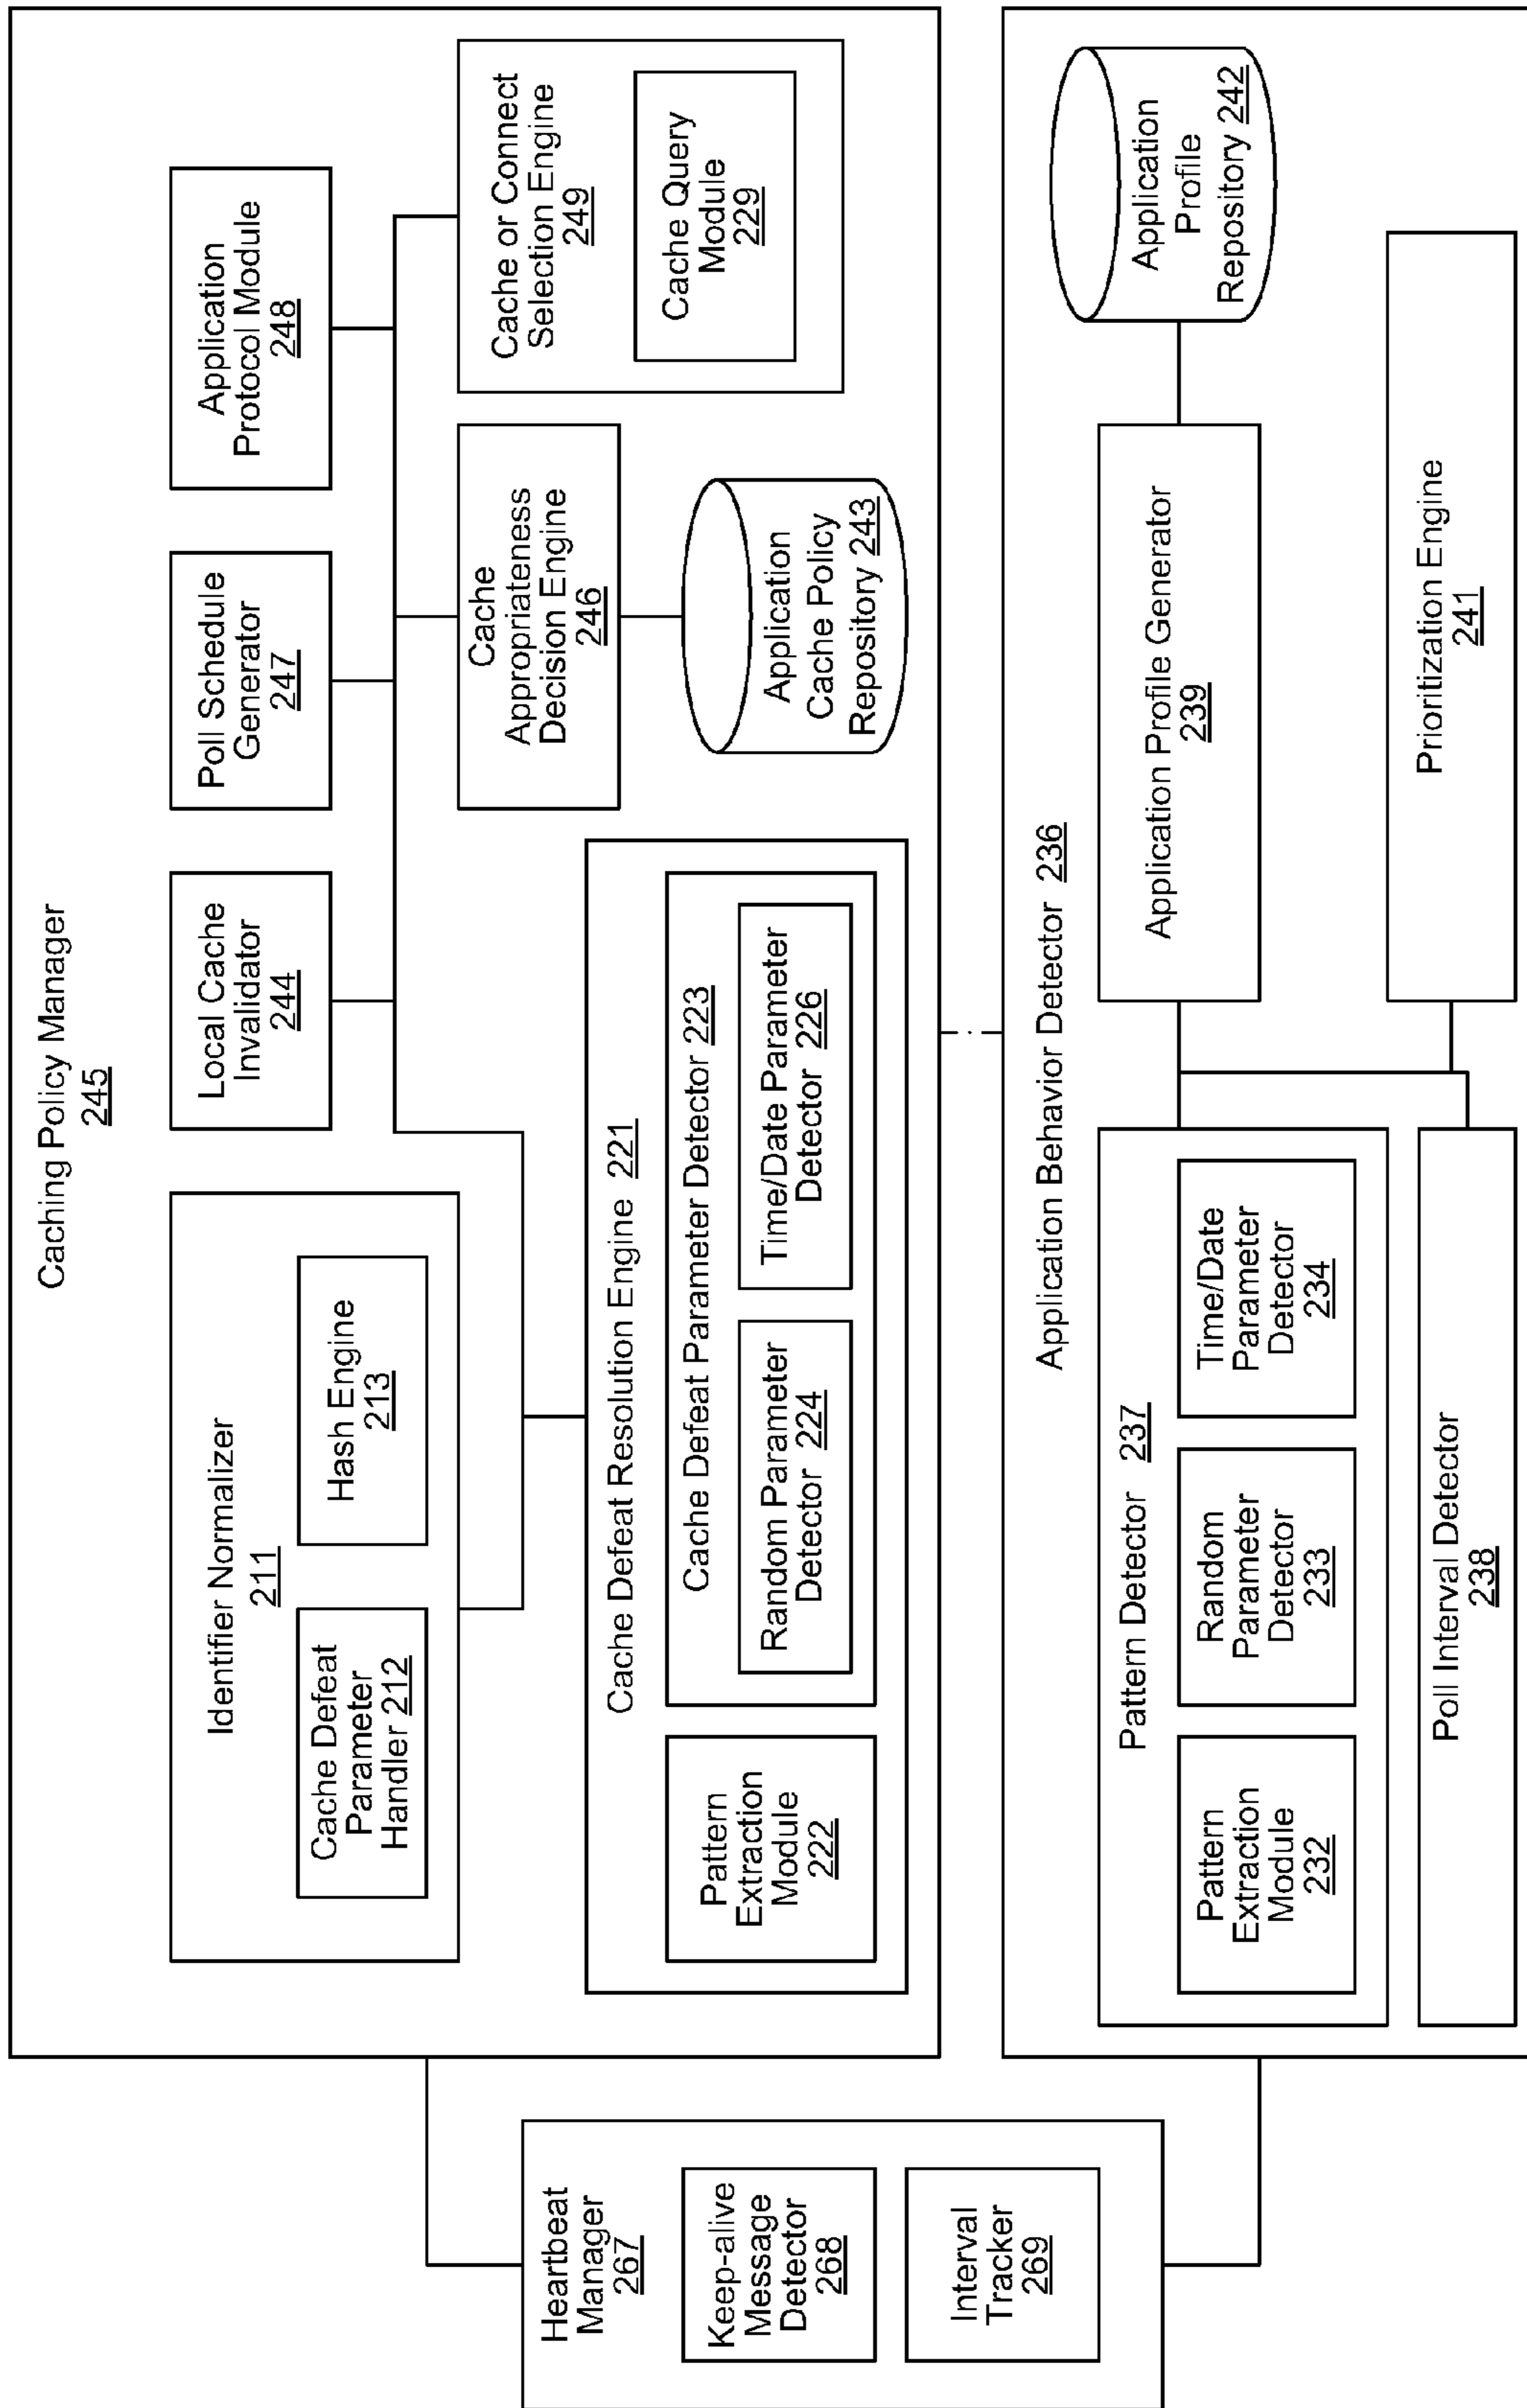 Caching Policy Manager
245
Identifier Normalizer
211
Cache Defeat
Parameter
Handler 212
Hash Engine
213
Local Cache
Invalidator
244
Poll Schedule
Generator
247
Application
Protocol Module
248
Cache Defeat Resolution Engine 221
Pattern
Extraction
Module
222
Cache Defeat Parameter Detector 223
Random Parameter
Detector 224
Time/Date Parameter
Detector 226
Cache
Appropriateness
Decision Engine
246
Application
Cache Policy
Repository 243
Cache or Connect
Selection Engine
249
Cache Query
Module
229
Heartbeat
Manager
267
Keep-alive
Message
Detector
268
Interval
Tracker
269
Application Behavior Detector 236
Pattern Detector 237
Pattern
Extraction
Module
232
Random
Parameter
Detector
233
Time/Date
Parameter
Detector
234
Poll Interval Detector
238
Application Profile Generator
239
Application
Profile
Repository 242
Prioritization Engine
241